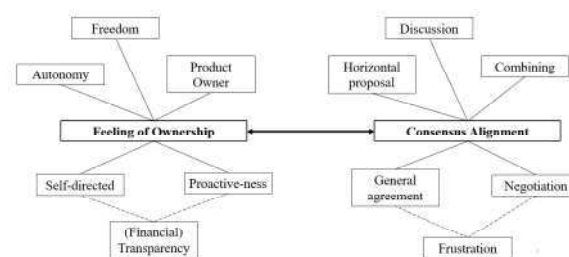 Freedom
Discussion
Autonomy
Product
Owner
Horizontal
proposal
Combining
Feeling of Ownership
Consensus Alignment
Self-directed
Proactive-ness
General
agreement
Negotiation
(Financial)
Transparency
Frustration